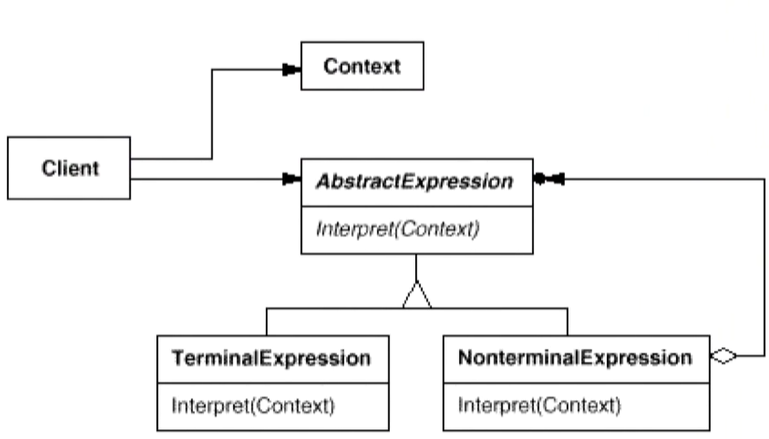 Context
Client
AbstractExpression
Interpret(Context)
TerminalExpression
Interpret(Context)
NonterminalExpression
Interpret(Context)